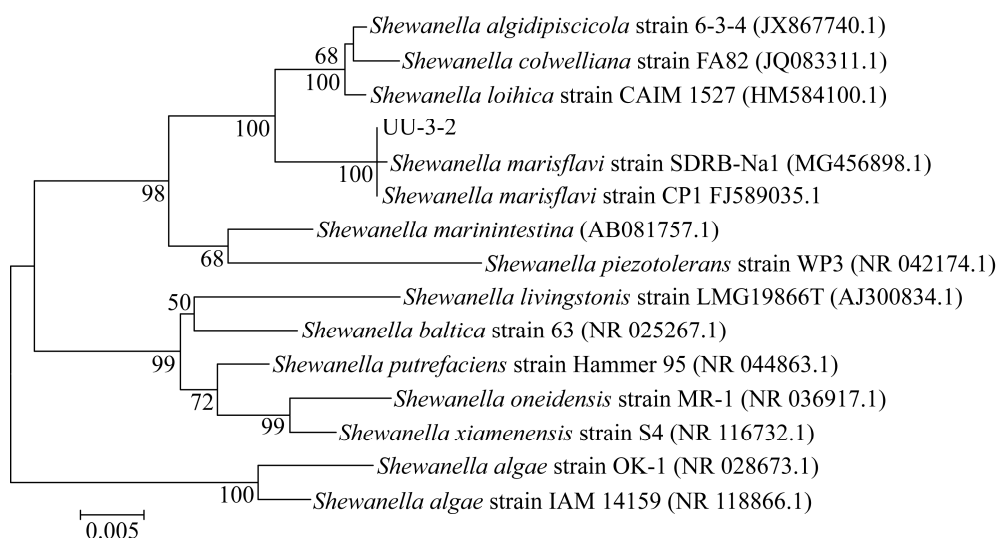 Shewanella algidipiscicola strain 6-3-4 (JX867740.1)
68
Shewanella colwelliana strain FA82 (JQ083311.1)
100
Shewanella loihica strain CAIM 1527 (HM584100.1)
100
UU-3-2
Shewanella marisflavi strain SDRB-Na1 (MG456898.1)
100
Shewanella marisflavi strain CP1 FJ589035.1
98
Shewanella marinintestina (AB081757.1)
68
Shewanella piezotolerans strain WP3 (NR 042174.1)
50
Shewanella livingstonis strain LMG19866T (AJ300834.1)
Shewanella baltica strain 63 (NR 025267.1)
99
Shewanella putrefaciens strain Hammer 95 (NR 044863.1)
72
Shewanella oneidensis strain MR-1 (NR 036917.1)
99
Shewanella xiamenensis strain S4 (NR 116732.1)
Shewanella algae strain OK-1 (NR 028673.1)
100
Shewanella algae strain IAM 14159 (NR 118866.1)
0.005